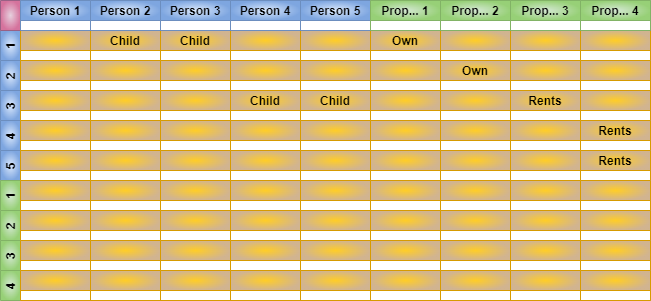 Person 1 Person 2 Person 3 Person 4 Person 5 Prop... 1 Prop... 2 Prop... 3 Prop... 4
1 Child Child Own
2 Own
3 Child Child Rents
4 Rents
5 Rents
1
2
3
4